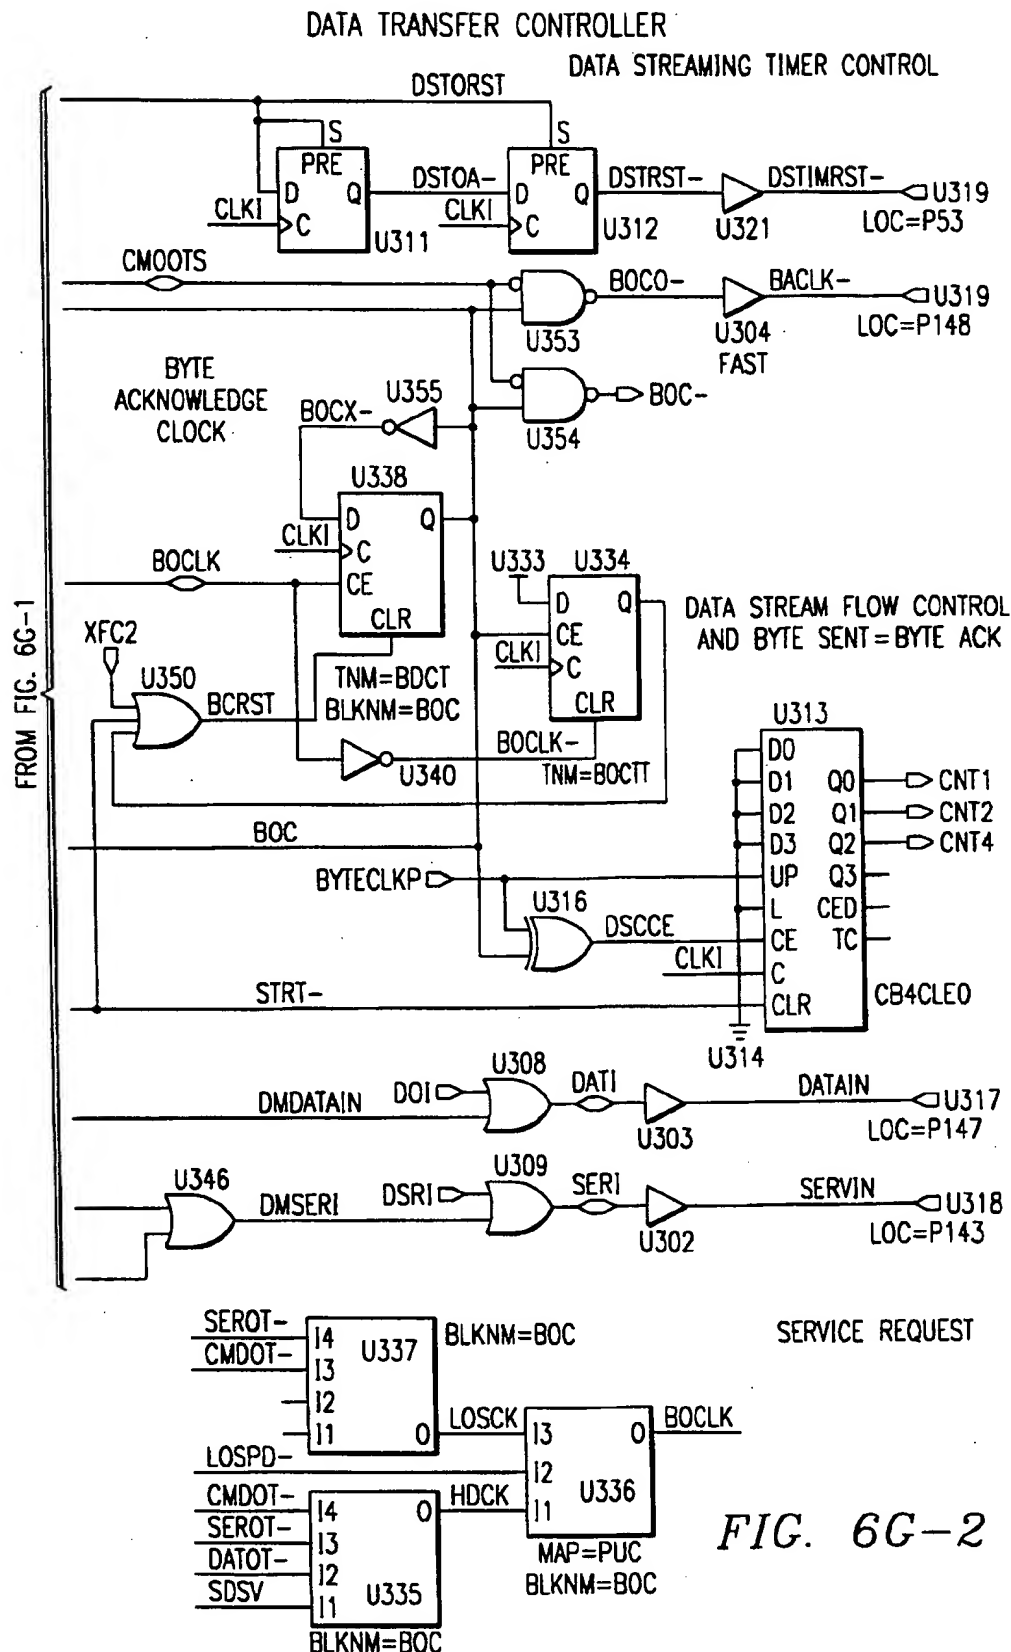 DATA TRANSFER CONTROLLER
DATA STREAMING TIMER CONTROL
DSTORST
S
S
PRE
PRE
D
Q
DSTOA-
D
Q
DSTRST-
DSTIMRST-
U319
CLKI
C
CLKI
C
U311
U312
U321
LOC=P53
CMOOTS
BOCO-
BACLK-
U319
U353
U304
LOC=P148
FAST
BYTE
ACKNOWLEDGE
CLOCK
U355
BOCX-
BOC-
U354
U338
D
Q
CLKI
C
BOCLK
CE
CLR
U333
U334
D
Q
CE
CLKI
C
CLR
DATA STREAM FLOW CONTROL
AND BYTE SENT=BYTE ACK
FROM FIG. 6G-1
XFC2
U350
BCRST
TNM=BDCT
BLKNM=BOC
U340
BOCLK-
TNM=BOCTT
U313
D0
D1
Q0
CNT1
D2
Q1
CNT2
D3
Q2
CNT4
BOC
BYTECLKP
UP
Q3
U316
L
CED
DSCCE
CE
TC
CLKI
C
STRT-
CLR
CB4CLE0
U314
U308
DOI
DATI
DATAIN
U317
DMDATAIN
U303
LOC=P147
U346
U309
DSRI
SERI
SERVIN
U318
DMSERI
U302
LOC=P143
SEROT-
I4
U337
BLKNM=BOC
SERVICE REQUEST
CMDOT-
I3
I2
I1
O
LOSCK
I3
O
BOCLK
LOSPD-
I2
CMDOT-
I4
O
HDCK
I1
U336
SEROT-
I3
DATOT-
I2
SDSV
I1
U335
MAP=PUC
BLKNM=BOC
BLKNM=BOC
FIG. 6G-2